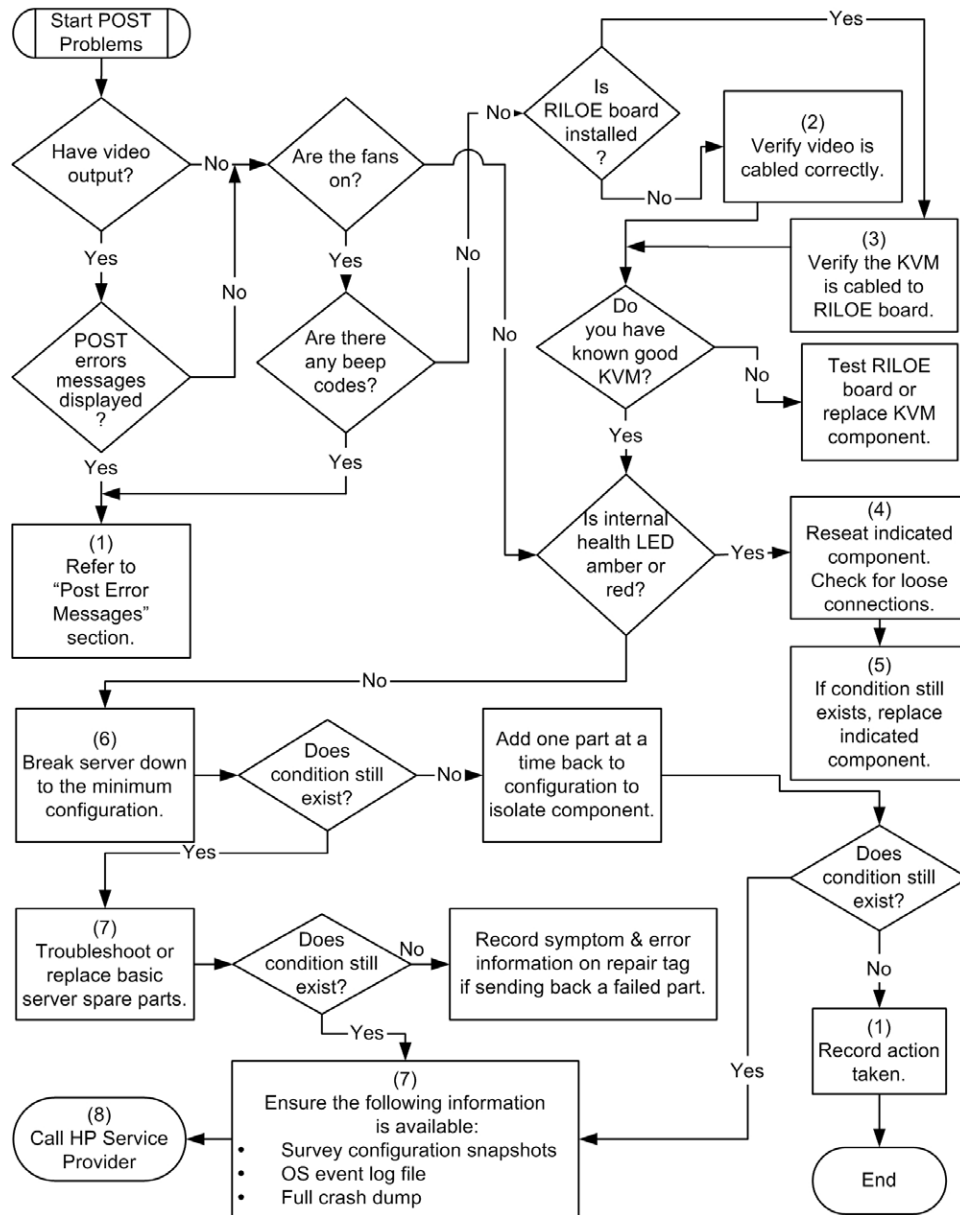 Start POST
Problems
Yes
Is
RILOE board
installed
?
No
(2)
Verify video is
cabled correctly.
Have video
output?
No
Are the fans
on?
No
Yes
Yes
No
No
(3)
Verify the KVM
is cabled to
RILOE board.
POST
errors
messages
displayed
?
Are there
any beep
codes?
No
Do
you have
known good
KVM?
No
Test RILOE
board or
replace KVM
component.
Yes
Yes
Yes
(1)
Refer to
“Post Error
Messages”
section.
Is internal
health LED
amber or
red?
Yes
(4)
Reseat indicated
component.
Check for loose
connections.
No
(5)
If condition still
exists, replace
indicated
component.
(6)
Break server down
to the minimum
configuration.
Does
condition still
exist?
No
Add one part at a
time back to
configuration to
isolate component.
Yes
Does
condition still
exist?
(7)
Troubleshoot or
replace basic
server spare parts.
Does
condition still
exist?
No
Record symptom & error
information on repair tag
if sending back a failed part.
No
Yes
Yes
(1)
Record action
taken.
(7)
Ensure the following information
is available:
• Survey configuration snapshots
• OS event log file
• Full crash dump
(8)
Call HP Service
Provider
End